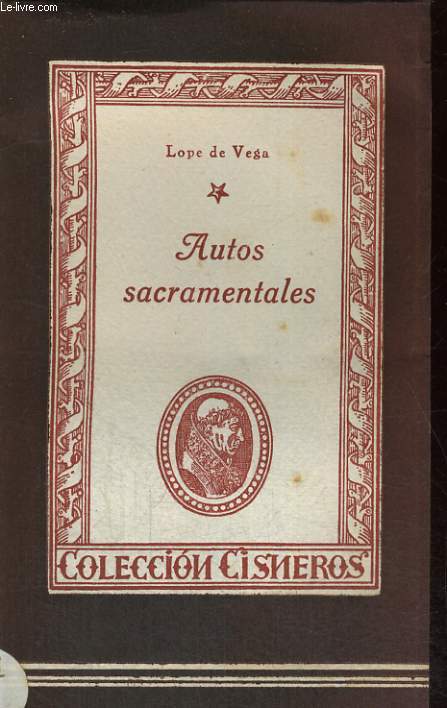 Le-livre.com
Lope de Vega
Autos
sacramentales
COLECCIÓN CISNEROS